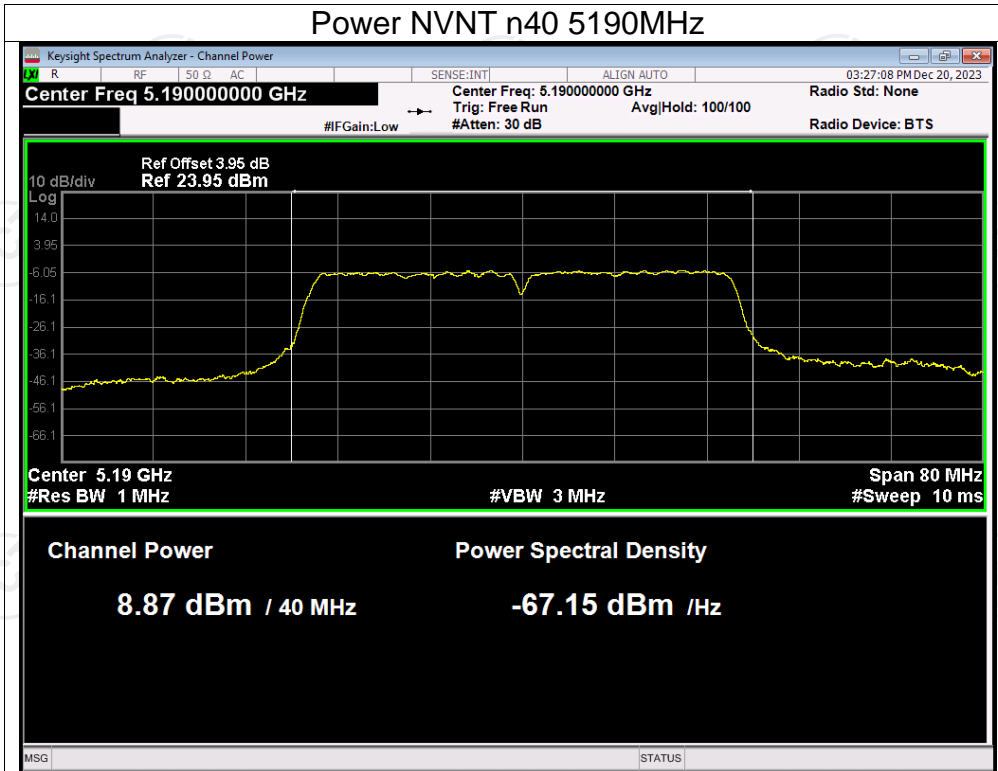 Power NVNT n40 5190MHz
Keysight Spectrum Analyzer - Channel Power
LXI R RF 50 Ω AC SENSE:INT ALIGN AUTO 03:27:08 PM Dec 20, 2023
Center Freq 5.190000000 GHz Center Freq: 5.190000000 GHz Radio Std: None
Trig: Free Run Avg|Hold: 100/100
#IFGain:Low #Atten: 30 dB Radio Device: BTS
Ref Offset 3.95 dB
10 dB/div Ref 23.95 dBm
Log
14.0
3.95
-6.05
-16.1
-26.1
-36.1
-46.1
-56.1
-66.1
Center 5.19 GHz Span 80 MHz
#Res BW 1 MHz #VBW 3 MHz #Sweep 10 ms
Channel Power Power Spectral Density
8.87 dBm / 40 MHz -67.15 dBm /Hz
MSG STATUS